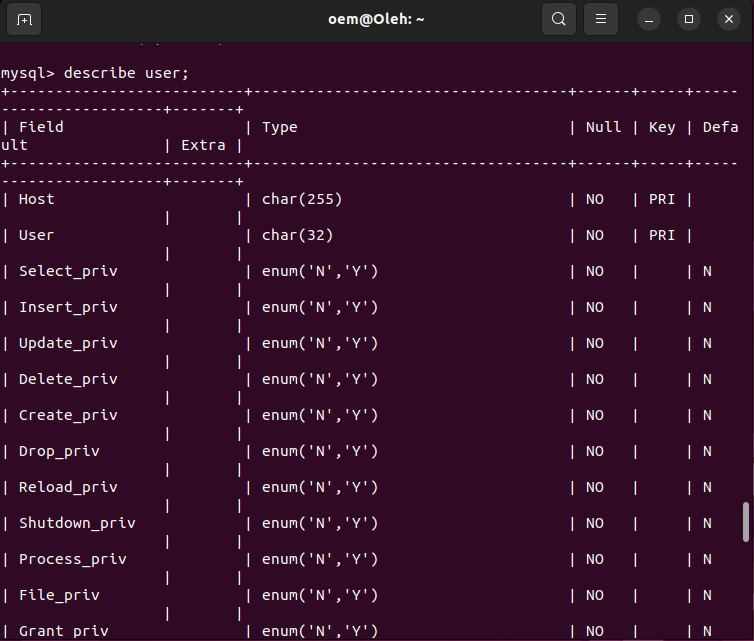 oem@Oleh: ~
mysql> describe user;
+--------------------------+-----------------------------------+------+-----+-----
------------------+-------+
| Field                    | Type                              | Null | Key | Defa
ult               | Extra |
+--------------------------+-----------------------------------+------+-----+-----
------------------+-------+
| Host                     | char(255)                         | NO   | PRI |
                  |       |
| User                     | char(32)                          | NO   | PRI |
                  |       |
| Select_priv              | enum('N','Y')                     | NO   |     | N
                  |       |
| Insert_priv              | enum('N','Y')                     | NO   |     | N
                  |       |
| Update_priv              | enum('N','Y')                     | NO   |     | N
                  |       |
| Delete_priv              | enum('N','Y')                     | NO   |     | N
                  |       |
| Create_priv              | enum('N','Y')                     | NO   |     | N
                  |       |
| Drop_priv                | enum('N','Y')                     | NO   |     | N
                  |       |
| Reload_priv              | enum('N','Y')                     | NO   |     | N
                  |       |
| Shutdown_priv            | enum('N','Y')                     | NO   |     | N
                  |       |
| Process_priv             | enum('N','Y')                     | NO   |     | N
                  |       |
| File_priv                | enum('N','Y')                     | NO   |     | N
                  |       |
| Grant_priv               | enum('N','Y')                     | NO   |     | N